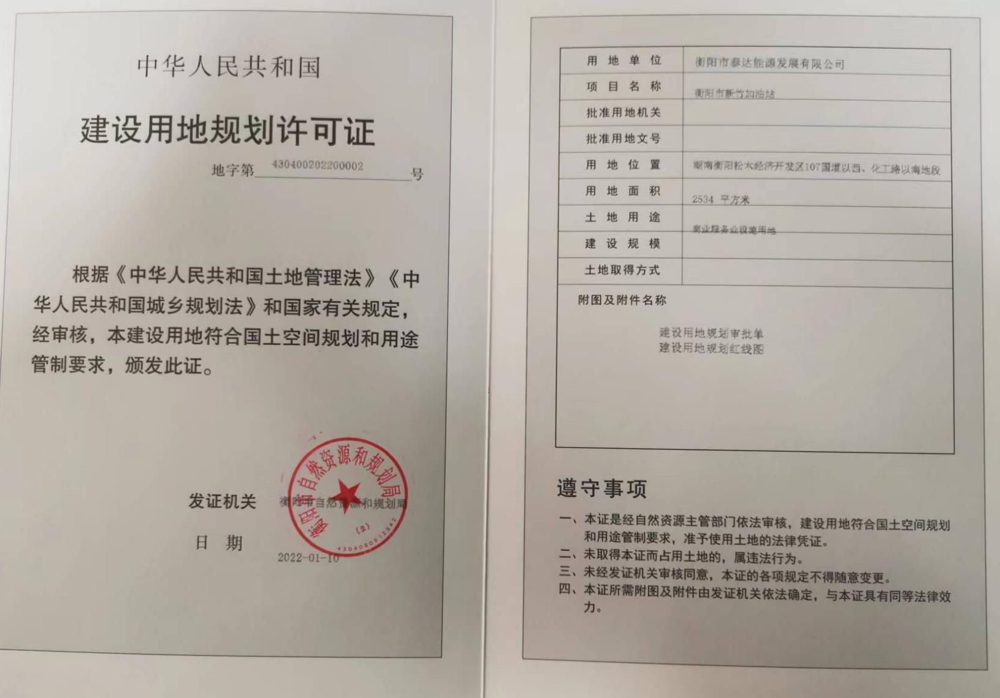 中华人民共和国
建设用地规划许可证
地字第 430400202200002 号
根据《中华人民共和国土地管理法》《中
华人民共和国城乡规划法》和国家有关规定，
经审核，本建设用地符合国土空间规划和用途
管制要求，颁发此证。
衡阳市自然资源和规划局
(2)
发证机关 衡阳市自然资源和规划局
日 期
2022-01-10
用地单位 衡阳市泰达能源发展有限公司
项目名称 衡阳市新竹加油站
批准用地机关
批准用地文号
用地位置 湖南衡阳松木经济开发区107国道以西、化工路以南地段
用地面积 2534 平方米
土地用途 商业服务业设施用地
建设规模
土地取得方式
附图及附件名称
建设用地规划审批单
建设用地规划红线图
遵守事项
一、本证是经自然资源主管部门依法审核，建设用地符合国土空间规划
和用途管制要求，准予使用土地的法律凭证。
二、未取得本证而占用土地的，属违法行为。
三、未经发证机关审核同意，本证的各项规定不得随意变更。
四、本证所需附图及附件由发证机关依法确定，与本证具有同等法律效
力。